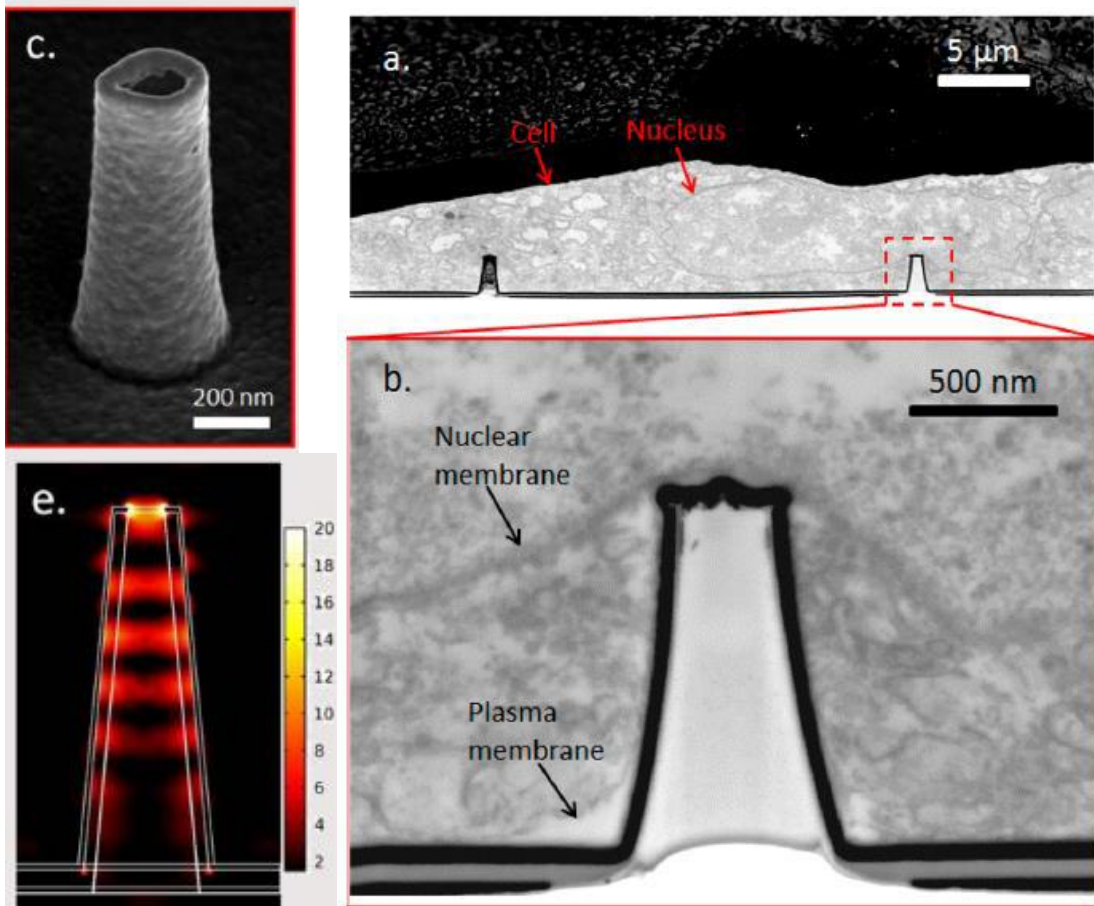 c.
200 nm
a.
5 µm
Cell
Nucleus
b.
500 nm
Nuclear
membrane
Plasma
membrane
e.
20
18
16
14
12
10
8
6
4
2